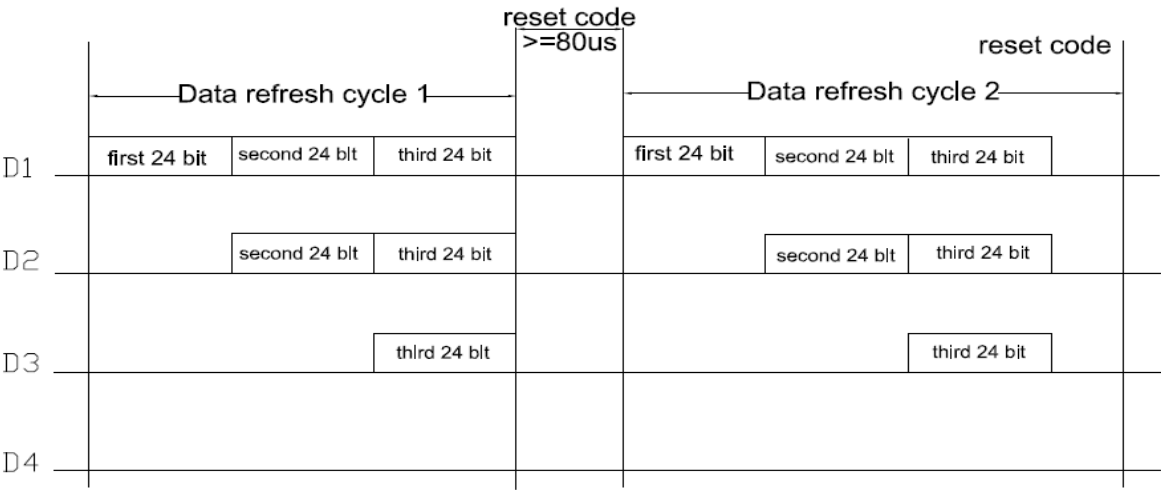 reset code
>=80us
reset code
Data refresh cycle 1
Data refresh cycle 2
D1 first 24 bit second 24 blt third 24 bit first 24 bit second 24 blt third 24 bit
D2 second 24 blt third 24 bit second 24 blt third 24 bit
D3 thlrd 24 blt third 24 bit
D4